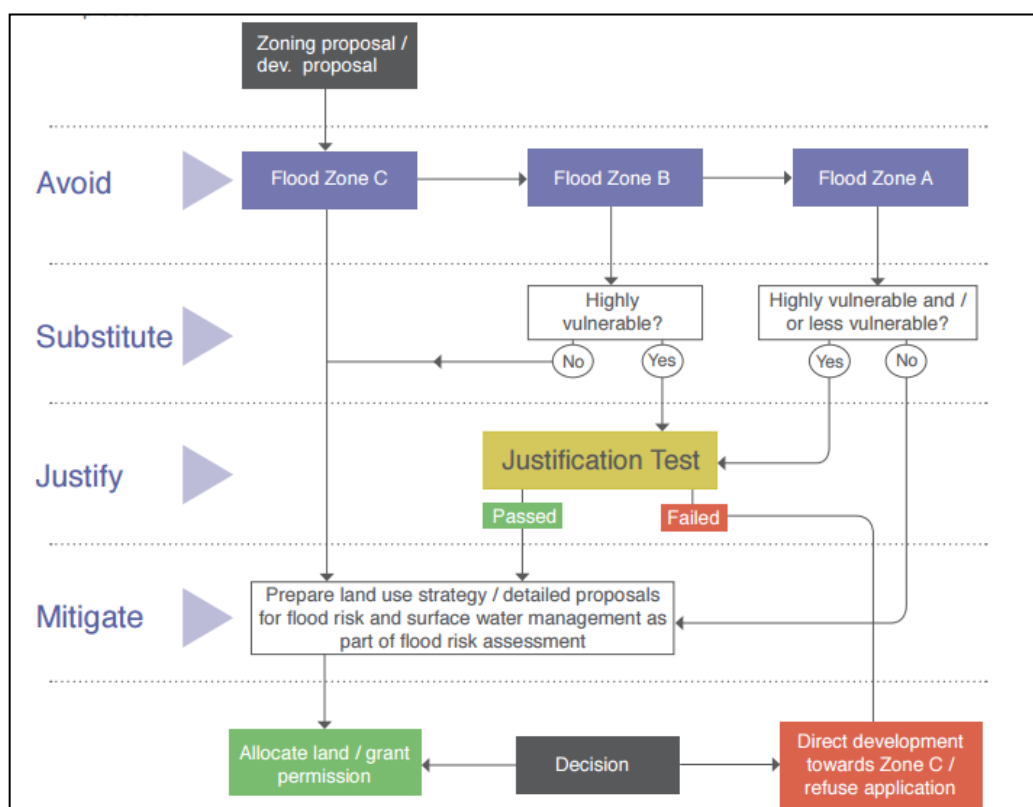 Zoning proposal /
dev. proposal
Avoid
Flood Zone C
Flood Zone B
Flood Zone A
Substitute
Highly
vulnerable?
Highly vulnerable and /
or less vulnerable?
No
Yes
Yes
No
Justify
Justification Test
Passed
Failed
Mitigate
Prepare land use strategy / detailed proposals
for flood risk and surface water management as
part of flood risk assessment
Allocate land / grant
permission
Decision
Direct development
towards Zone C /
refuse application